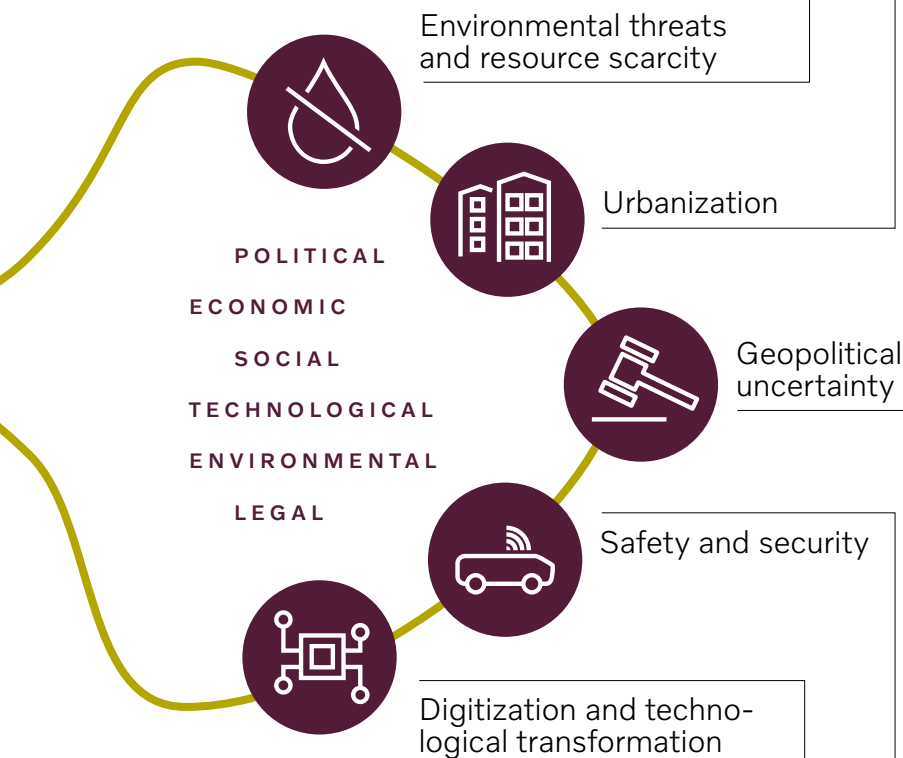 Environmental threats
and resource scarcity
Urbanization
POLITICAL
ECONOMIC
SOCIAL
TECHNOLOGICAL
ENVIRONMENTAL
LEGAL
Geopolitical
uncertainty
Safety and security
Digitization and techno-
logical transformation